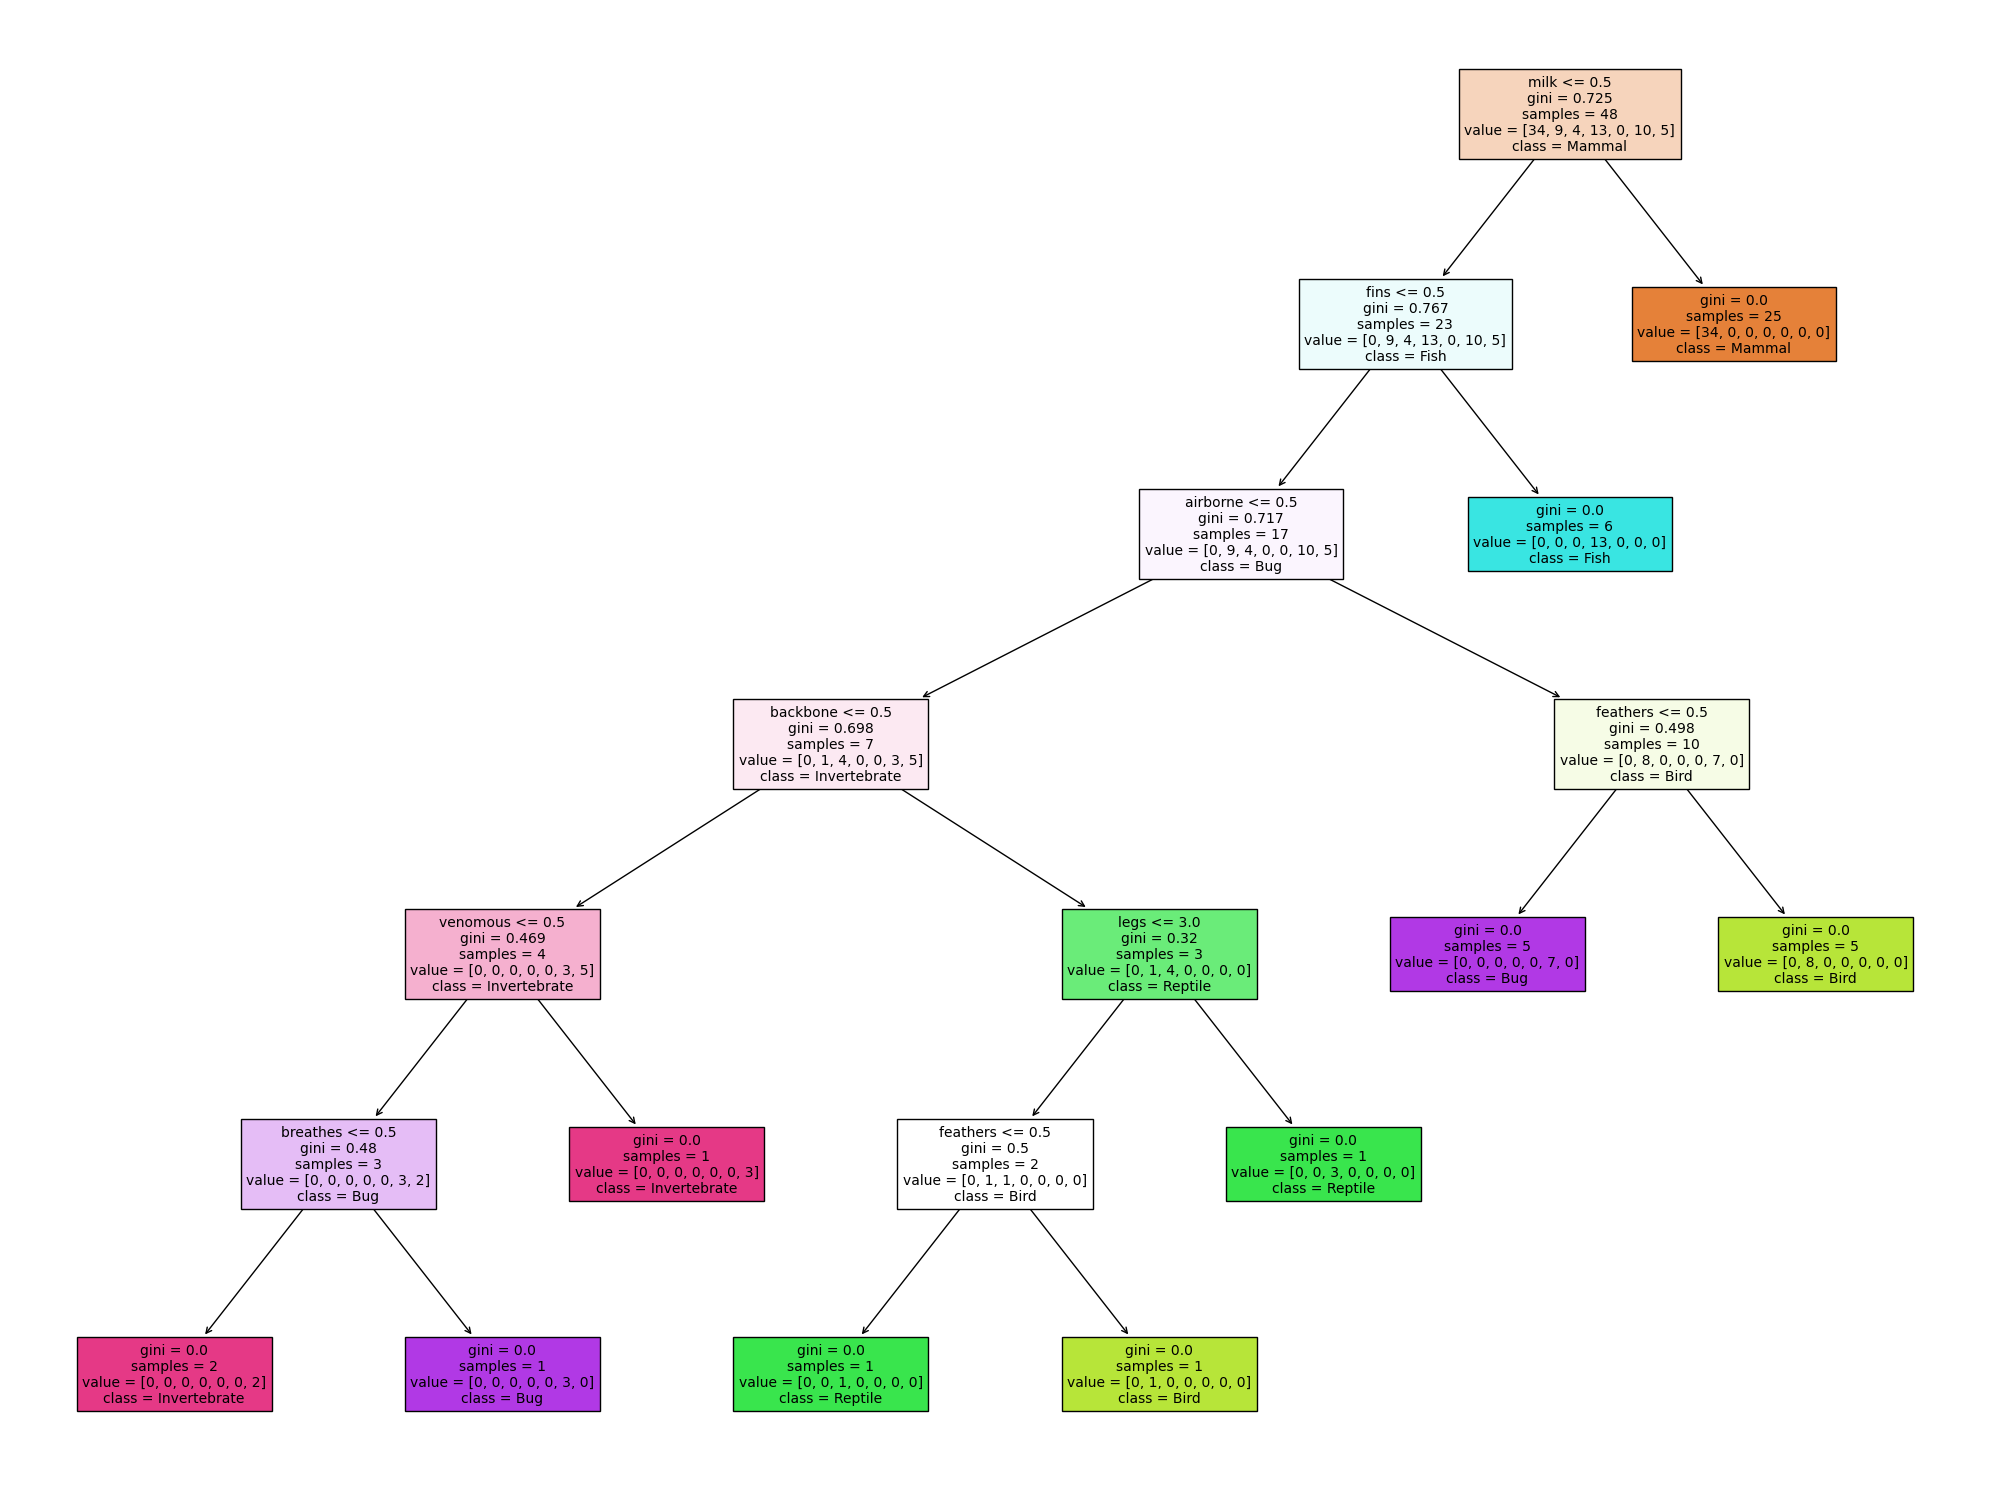 milk <= 0.5
gini = 0.725
samples = 48
value = [34, 9, 4, 13, 0, 10, 5]
class = Mammal
fins <= 0.5
gini = 0.767
samples = 23
value = [0, 9, 4, 13, 0, 10, 5]
class = Fish
gini = 0.0
samples = 25
value = [34, 0, 0, 0, 0, 0, 0]
class = Mammal
airborne <= 0.5
gini = 0.717
samples = 17
value = [0, 9, 4, 0, 0, 10, 5]
class = Bug
gini = 0.0
samples = 6
value = [0, 0, 0, 13, 0, 0, 0]
class = Fish
backbone <= 0.5
gini = 0.698
samples = 7
value = [0, 1, 4, 0, 0, 3, 5]
class = Invertebrate
feathers <= 0.5
gini = 0.498
samples = 10
value = [0, 8, 0, 0, 0, 7, 0]
class = Bird
venomous <= 0.5
gini = 0.469
samples = 4
value = [0, 0, 0, 0, 0, 3, 5]
class = Invertebrate
legs <= 3.0
gini = 0.32
samples = 3
value = [0, 1, 4, 0, 0, 0, 0]
class = Reptile
gini = 0.0
samples = 5
value = [0, 0, 0, 0, 0, 7, 0]
class = Bug
gini = 0.0
samples = 5
value = [0, 8, 0, 0, 0, 0, 0]
class = Bird
breathes <= 0.5
gini = 0.48
samples = 3
value = [0, 0, 0, 0, 0, 3, 2]
class = Bug
gini = 0.0
samples = 1
value = [0, 0, 0, 0, 0, 0, 3]
class = Invertebrate
feathers <= 0.5
gini = 0.5
samples = 2
value = [0, 1, 1, 0, 0, 0, 0]
class = Bird
gini = 0.0
samples = 1
value = [0, 0, 3, 0, 0, 0, 0]
class = Reptile
gini = 0.0
samples = 2
value = [0, 0, 0, 0, 0, 0, 2]
class = Invertebrate
gini = 0.0
samples = 1
value = [0, 0, 0, 0, 0, 3, 0]
class = Bug
gini = 0.0
samples = 1
value = [0, 0, 1, 0, 0, 0, 0]
class = Reptile
gini = 0.0
samples = 1
value = [0, 1, 0, 0, 0, 0, 0]
class = Bird